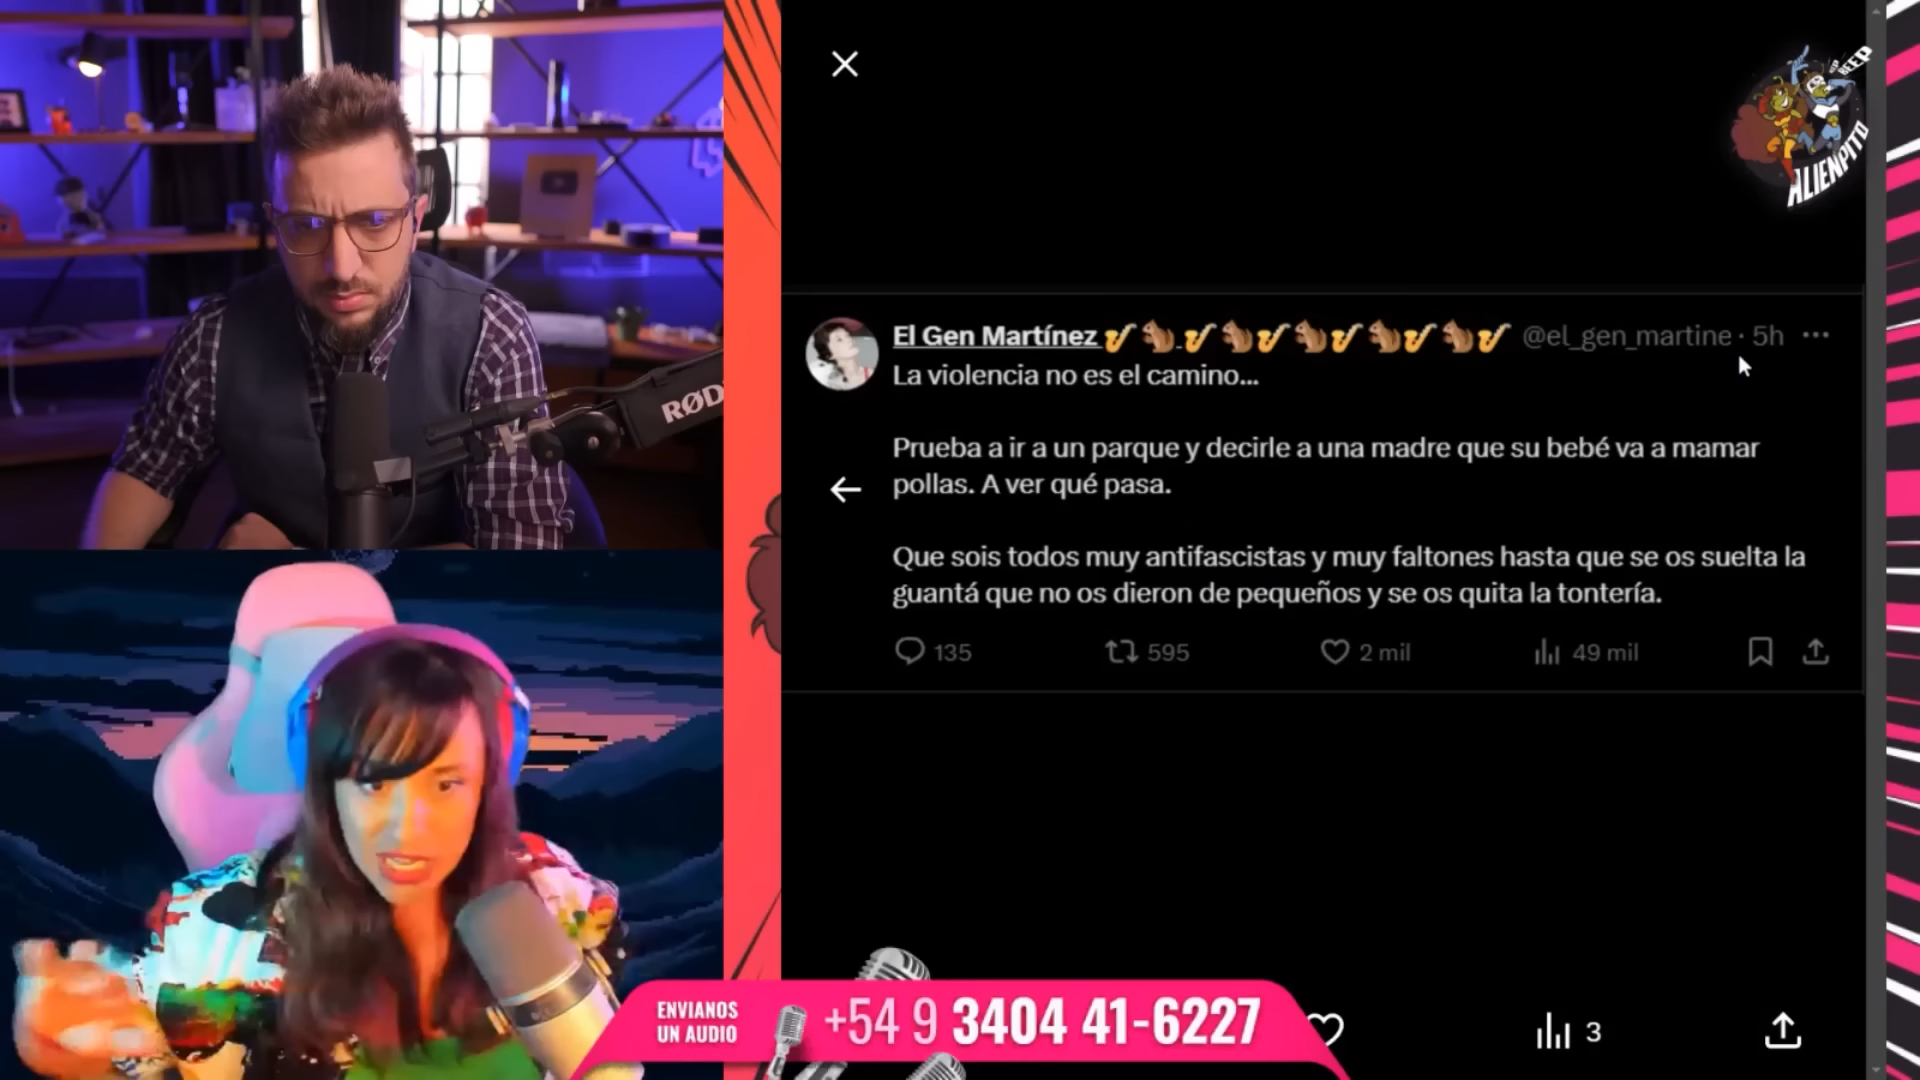 BEEP BEEP
ALIENPITO
El Gen Martínez 🎷🐿️ 🎷🐿️🎷🐿️🎷🐿️🎷🐿️🎷 @el_gen_martine · 5h
La violencia no es el camino...
Prueba a ir a un parque y decirle a una madre que su bebé va a mamar
pollas. A ver qué pasa.
Que sois todos muy antifascistas y muy faltones hasta que se os suelta la
guantá que no os dieron de pequeños y se os quita la tontería.
135 595 2 mil 49 mil
RØD
ENVIANOS
UN AUDIO
+54 9 3404 41-6227
3